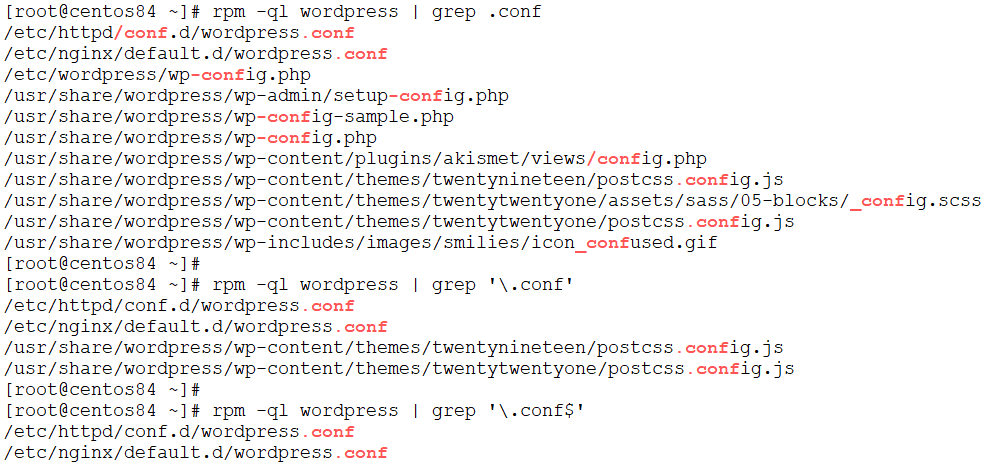 [root@centos84 ~]# rpm -ql wordpress | grep .conf
/etc/httpd/conf.d/wordpress.conf
/etc/nginx/default.d/wordpress.conf
/etc/wordpress/wp-config.php
/usr/share/wordpress/wp-admin/setup-config.php
/usr/share/wordpress/wp-config-sample.php
/usr/share/wordpress/wp-config.php
/usr/share/wordpress/wp-content/plugins/akismet/views/config.php
/usr/share/wordpress/wp-content/themes/twentynineteen/postcss.config.js
/usr/share/wordpress/wp-content/themes/twentytwentyone/assets/sass/05-blocks/_config.scss
/usr/share/wordpress/wp-content/themes/twentytwentyone/postcss.config.js
/usr/share/wordpress/wp-includes/images/smilies/icon_confused.gif
[root@centos84 ~]#
[root@centos84 ~]# rpm -ql wordpress | grep '\.conf'
/etc/httpd/conf.d/wordpress.conf
/etc/nginx/default.d/wordpress.conf
/usr/share/wordpress/wp-content/themes/twentynineteen/postcss.config.js
/usr/share/wordpress/wp-content/themes/twentytwentyone/postcss.config.js
[root@centos84 ~]#
[root@centos84 ~]# rpm -ql wordpress | grep '\.conf$'
/etc/httpd/conf.d/wordpress.conf
/etc/nginx/default.d/wordpress.conf